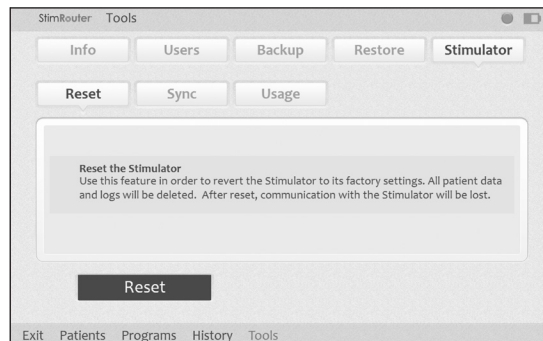 StimRouter Tools
Info Users Backup Restore Stimulator
Reset Sync Usage
Reset the Stimulator
Use this feature in order to revert the Stimulator to its factory settings. All patient data
and logs will be deleted. After reset, communication with the Stimulator will be lost.
Reset
Exit Patients Programs History Tools